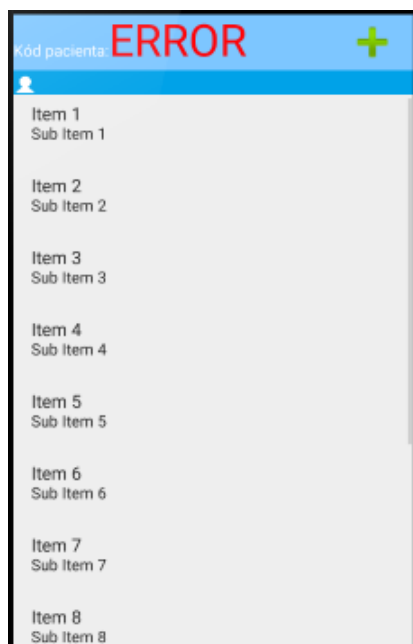 Kód pacienta: ERROR
Item 1
Sub Item 1
Item 2
Sub Item 2
Item 3
Sub Item 3
Item 4
Sub Item 4
Item 5
Sub Item 5
Item 6
Sub Item 6
Item 7
Sub Item 7
Item 8
Sub Item 8